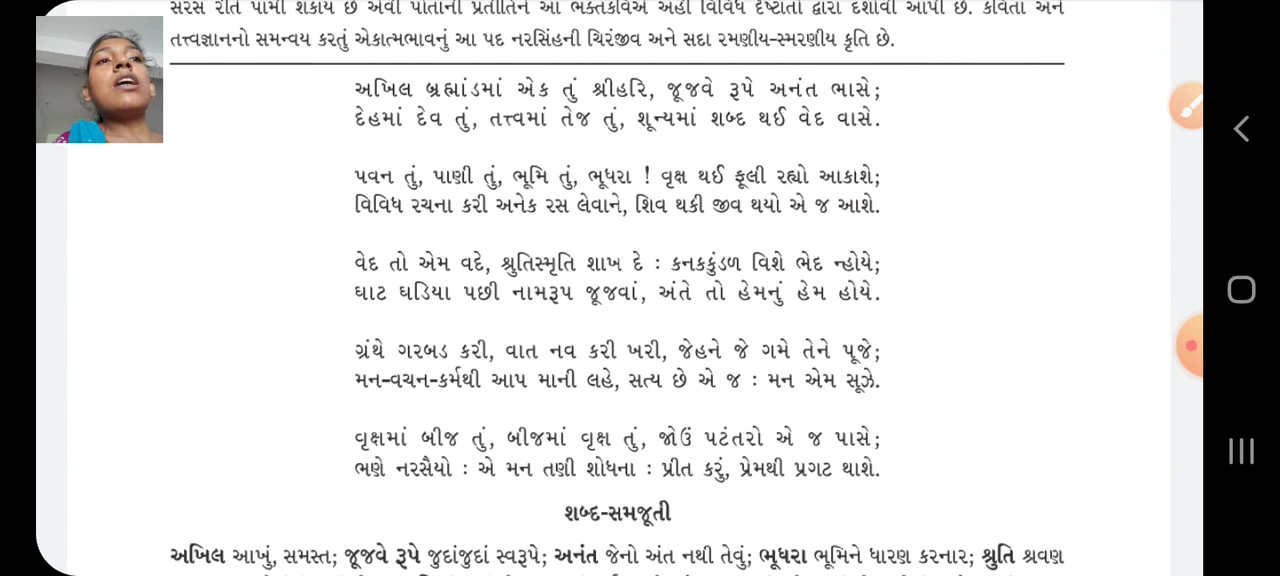 સરસ રીતે પામી શકાય છે એવી પોતાની પ્રતીતિને આ ભક્તકવિએ અહીં વિવિધ દૃષ્ટાંતો દ્વારા દર્શાવી આપી છે. કવિતા અને
તત્ત્વજ્ઞાનનો સમન્વય કરતું એકાત્મભાવનું આ પદ નરસિંહની ચિરંજીવ અને સદા રમણીય-સ્મરણીય કૃતિ છે.
અખિલ બ્રહ્માંડમાં એક તું શ્રીહરિ, જૂજવે રૂપે અનંત ભાસે;
દેહમાં દેવ તું, તત્ત્વમાં તેજ તું, શૂન્યમાં શબ્દ થઈ વેદ વાસે.
પવન તું, પાણી તું, ભૂમિ તું, ભૂધરા ! વૃક્ષ થઈ ફૂલી રહ્યો આકાશે;
વિવિધ રચના કરી અનેક રસ લેવાને, શિવ થકી જીવ થયો એ જ આશે.
વેદ તો એમ વદે, શ્રુતિસ્મૃતિ શાખ દે : કનકકુંડળ વિશે ભેદ ન્હોયે;
ઘાટ ઘડિયા પછી નામરૂપ જૂજવાં, અંતે તો હેમનું હેમ હોયે.
ગ્રંથે ગરબડ કરી, વાત નવ કરી ખરી, જેહને જે ગમે તેને પૂજે;
મન-વચન-કર્મથી આપ માની લહે, સત્ય છે એ જ : મન એમ સૂઝે.
વૃક્ષમાં બીજ તું, બીજમાં વૃક્ષ તું, જોઉં પટંતરો એ જ પાસે;
ભણે નરસૈયો : એ મન તણી શોધના : પ્રીત કરું, પ્રેમથી પ્રગટ થાશે.
શબ્દ-સમજૂતી
અખિલ આખું, સમસ્ત; જૂજવે રૂપે જુદાંજુદાં સ્વરૂપે; અનંત જેનો અંત નથી તેવું; ભૂધરા ભૂમિને ધારણ કરનાર; શ્રુતિ શ્રવણ